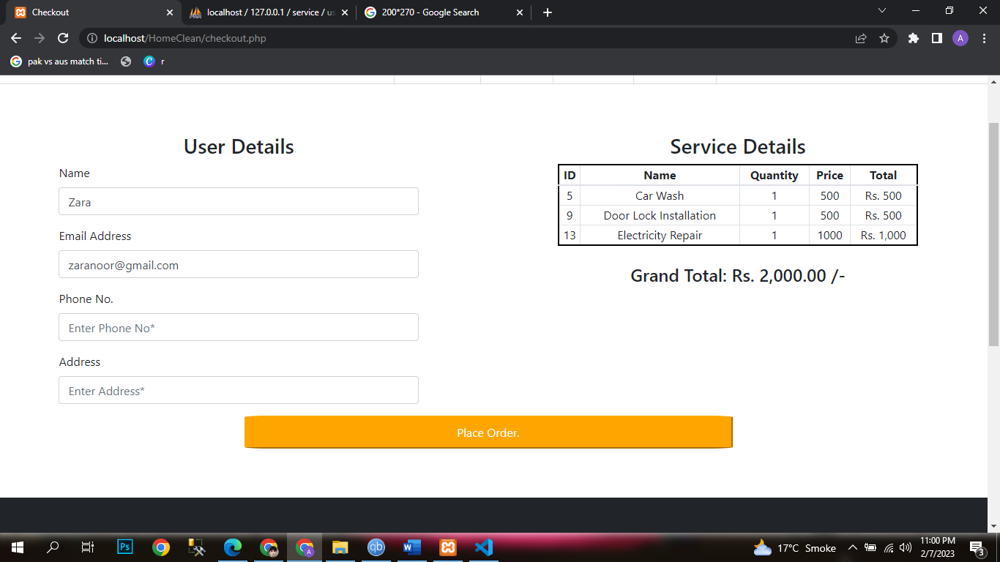 Checkout
localhost / 127.0.0.1 / service / us
200*270 - Google Search
localhost/HomeClean/checkout.php
A
pak vs aus match ti...
r
User Details
Service Details
Name
Zara
Email Address
zaranoor@gmail.com
Phone No.
Enter Phone No*
Address
Enter Address*
ID Name Quantity Price Total
5 Car Wash 1 500 Rs. 500
9 Door Lock Installation 1 500 Rs. 500
13 Electricity Repair 1 1000 Rs. 1,000
Grand Total: Rs. 2,000.00 /-
Place Order.
Ps
A
qb
17°C Smoke
11:00 PM
2/7/2023
3